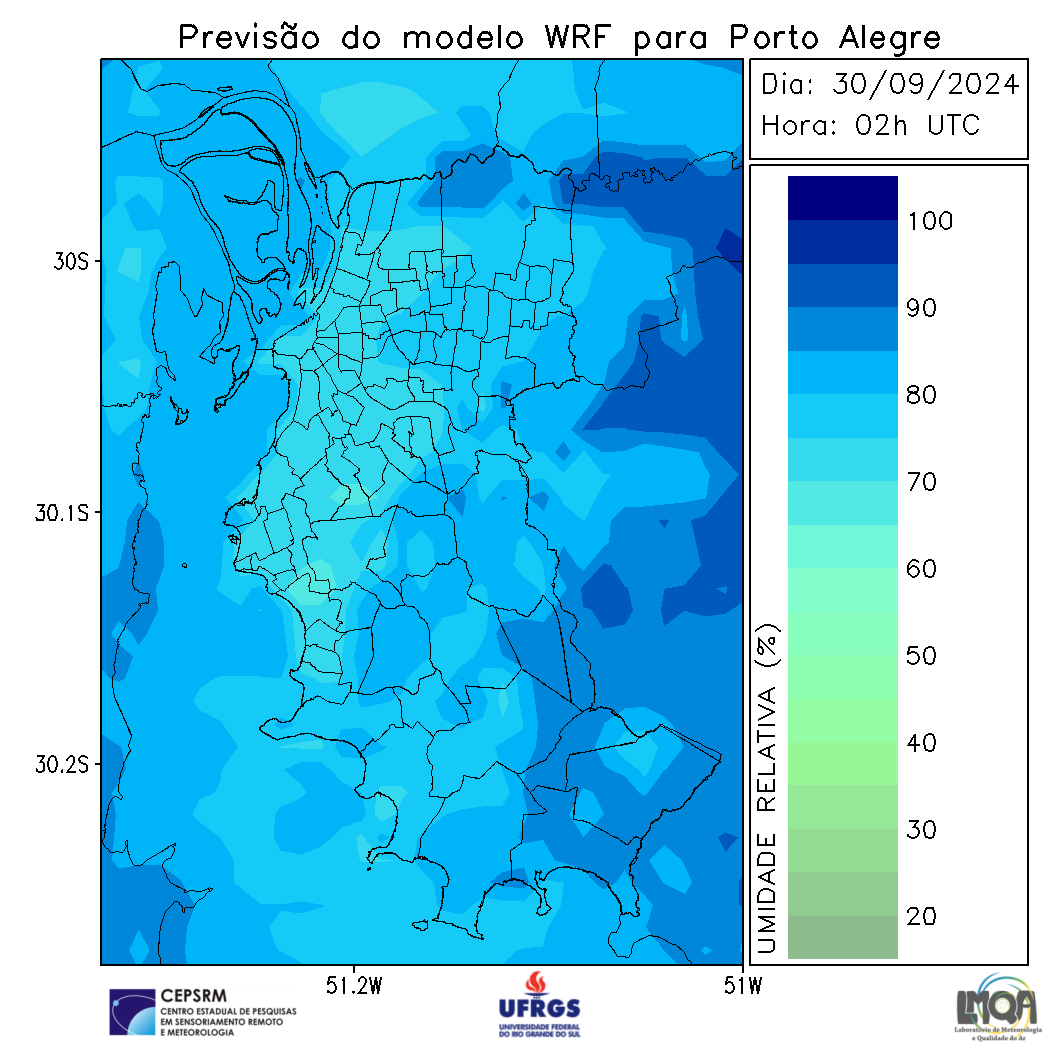 Previsão do modelo WRF para Porto Alegre
Dia: 30/09/2024
Hora: 02h UTC
100
90
80
70
60
50
40
30
20
UMIDADE RELATIVA (%)
30S
30.1S
30.2S
51.2W
51W
CEPSRM
CENTRO ESTADUAL DE PESQUISAS
EM SENSORIAMENTO REMOTO
E METEOROLOGIA
UFRGS
UNIVERSIDADE FEDERAL
DO RIO GRANDE DO SUL
LMQA
Laboratório de Meteorologia
e Qualidade do Ar